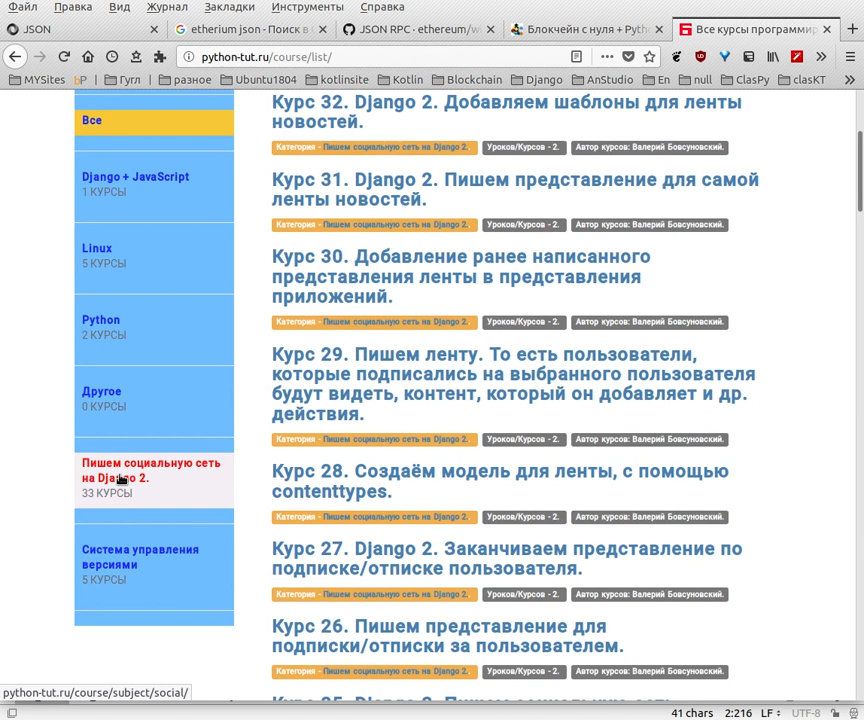 Файл Правка Вид Журнал Закладки Инструменты Справка
JSON
etherium json - Поиск в
JSON RPC · ethereum/w
Блокчейн с нуля + Pyth
Все курсы программир
python-tut.ru/course/list/
MYSites
bP
Гугл
разное
Ubuntu1804
kotlinsite
Kotlin
Blockchain
Django
AnStudio
En
null
ClasPy
clasKT
Все
Django + JavaScript
1 КУРСЫ
Linux
5 КУРСЫ
Python
2 КУРСЫ
Другое
0 КУРСЫ
Пишем социальную сеть
на Django 2.
33 КУРСЫ
Система управления
версиями
5 КУРСЫ
Курс 32. Django 2. Добавляем шаблоны для ленты
новостей.
Категория - Пишем социальную сеть на Django 2. Уроков/Курсов - 2. Автор курсов: Валерий Бовсуновский.
Курс 31. Django 2. Пишем представление для самой
ленты новостей.
Категория - Пишем социальную сеть на Django 2. Уроков/Курсов - 2. Автор курсов: Валерий Бовсуновский.
Курс 30. Добавление ранее написанного
представления ленты в представления
приложений.
Категория - Пишем социальную сеть на Django 2. Уроков/Курсов - 2. Автор курсов: Валерий Бовсуновский.
Курс 29. Пишем ленту. То есть пользователи,
которые подписались на выбранного пользователя
будут видеть, контент, который он добавляет и др.
действия.
Категория - Пишем социальную сеть на Django 2. Уроков/Курсов - 2. Автор курсов: Валерий Бовсуновский.
Курс 28. Создаём модель для ленты, с помощью
contenttypes.
Категория - Пишем социальную сеть на Django 2. Уроков/Курсов - 2. Автор курсов: Валерий Бовсуновский.
Курс 27. Django 2. Заканчиваем представление по
подписке/отписке пользователя.
Категория - Пишем социальную сеть на Django 2. Уроков/Курсов - 2. Автор курсов: Валерий Бовсуновский.
Курс 26. Пишем представление для
подписки/отписки за пользователем.
Категория - Пишем социальную сеть на Django 2. Уроков/Курсов - 2. Автор курсов: Валерий Бовсуновский.
python-tut.ru/course/subject/social/
41 chars 2:216 LF UTF-8